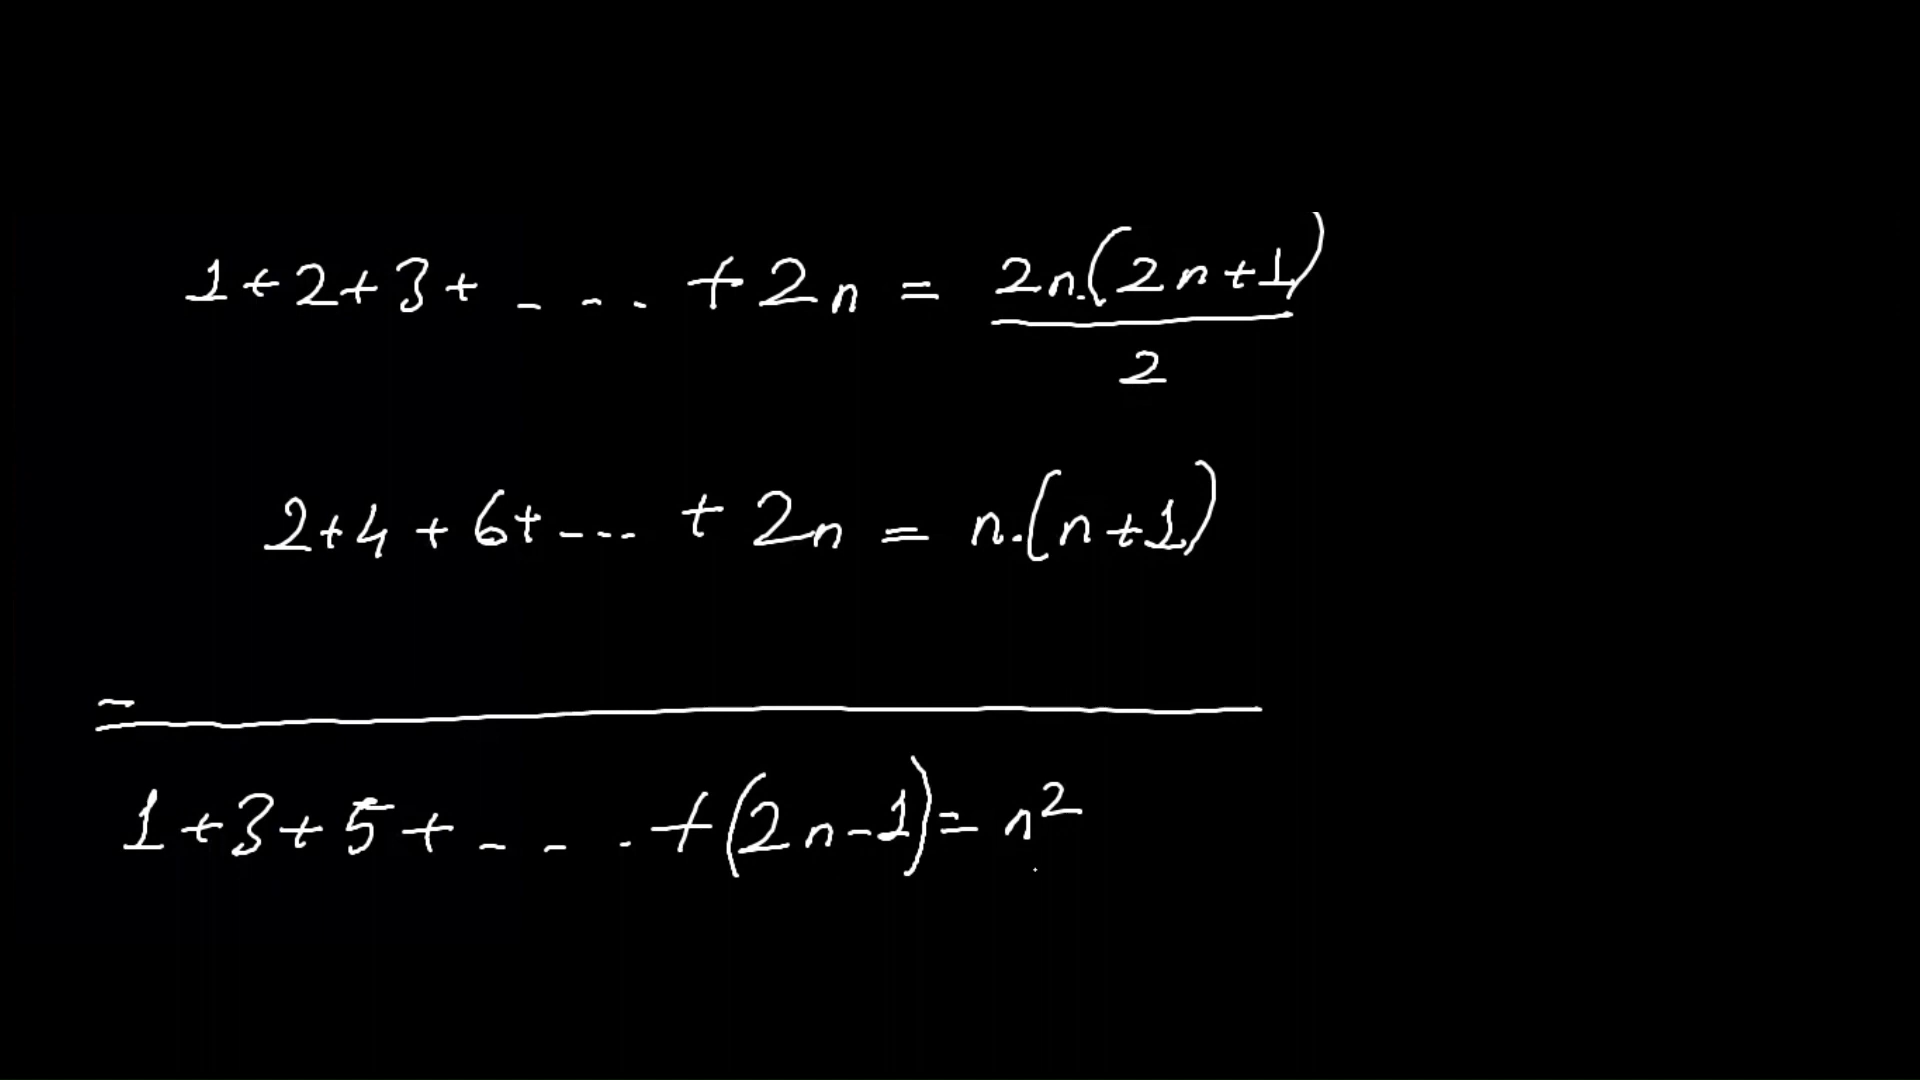 1+2+3+ - - - +2n = 2n.(2n+1)/2
2+4+6+--- + 2n = n.(n+1)
-
1+3+5+ - - . +(2n-1)= n²